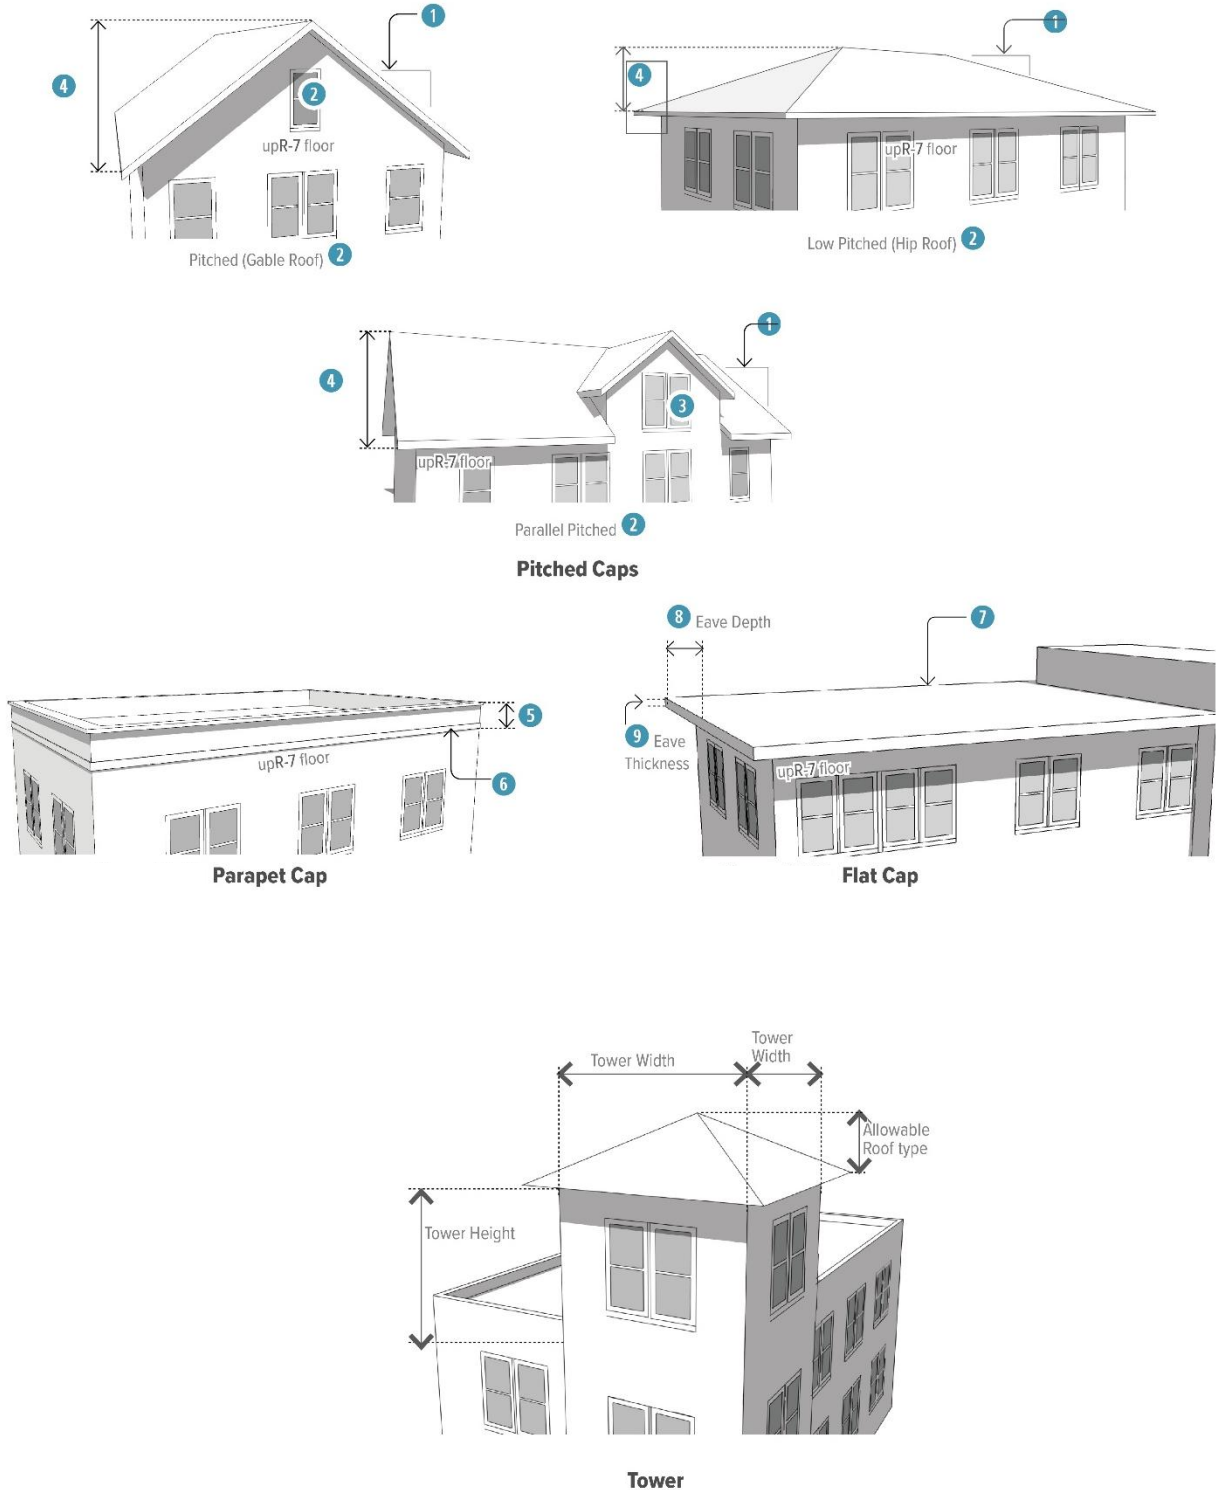 1
4
2
upR-7 floor
Pitched (Gable Roof) 2
1
4
upR-7 floor
Low Pitched (Hip Roof) 2
1
4
3
upR-7 floor
Parallel Pitched 2
Pitched Caps
5
6
upR-7 floor
Parapet Cap
8 Eave Depth
7
9 Eave
Thickness
upR-7 floor
Flat Cap
Tower Width
Tower
Width
Allowable
Roof type
Tower Height
Tower